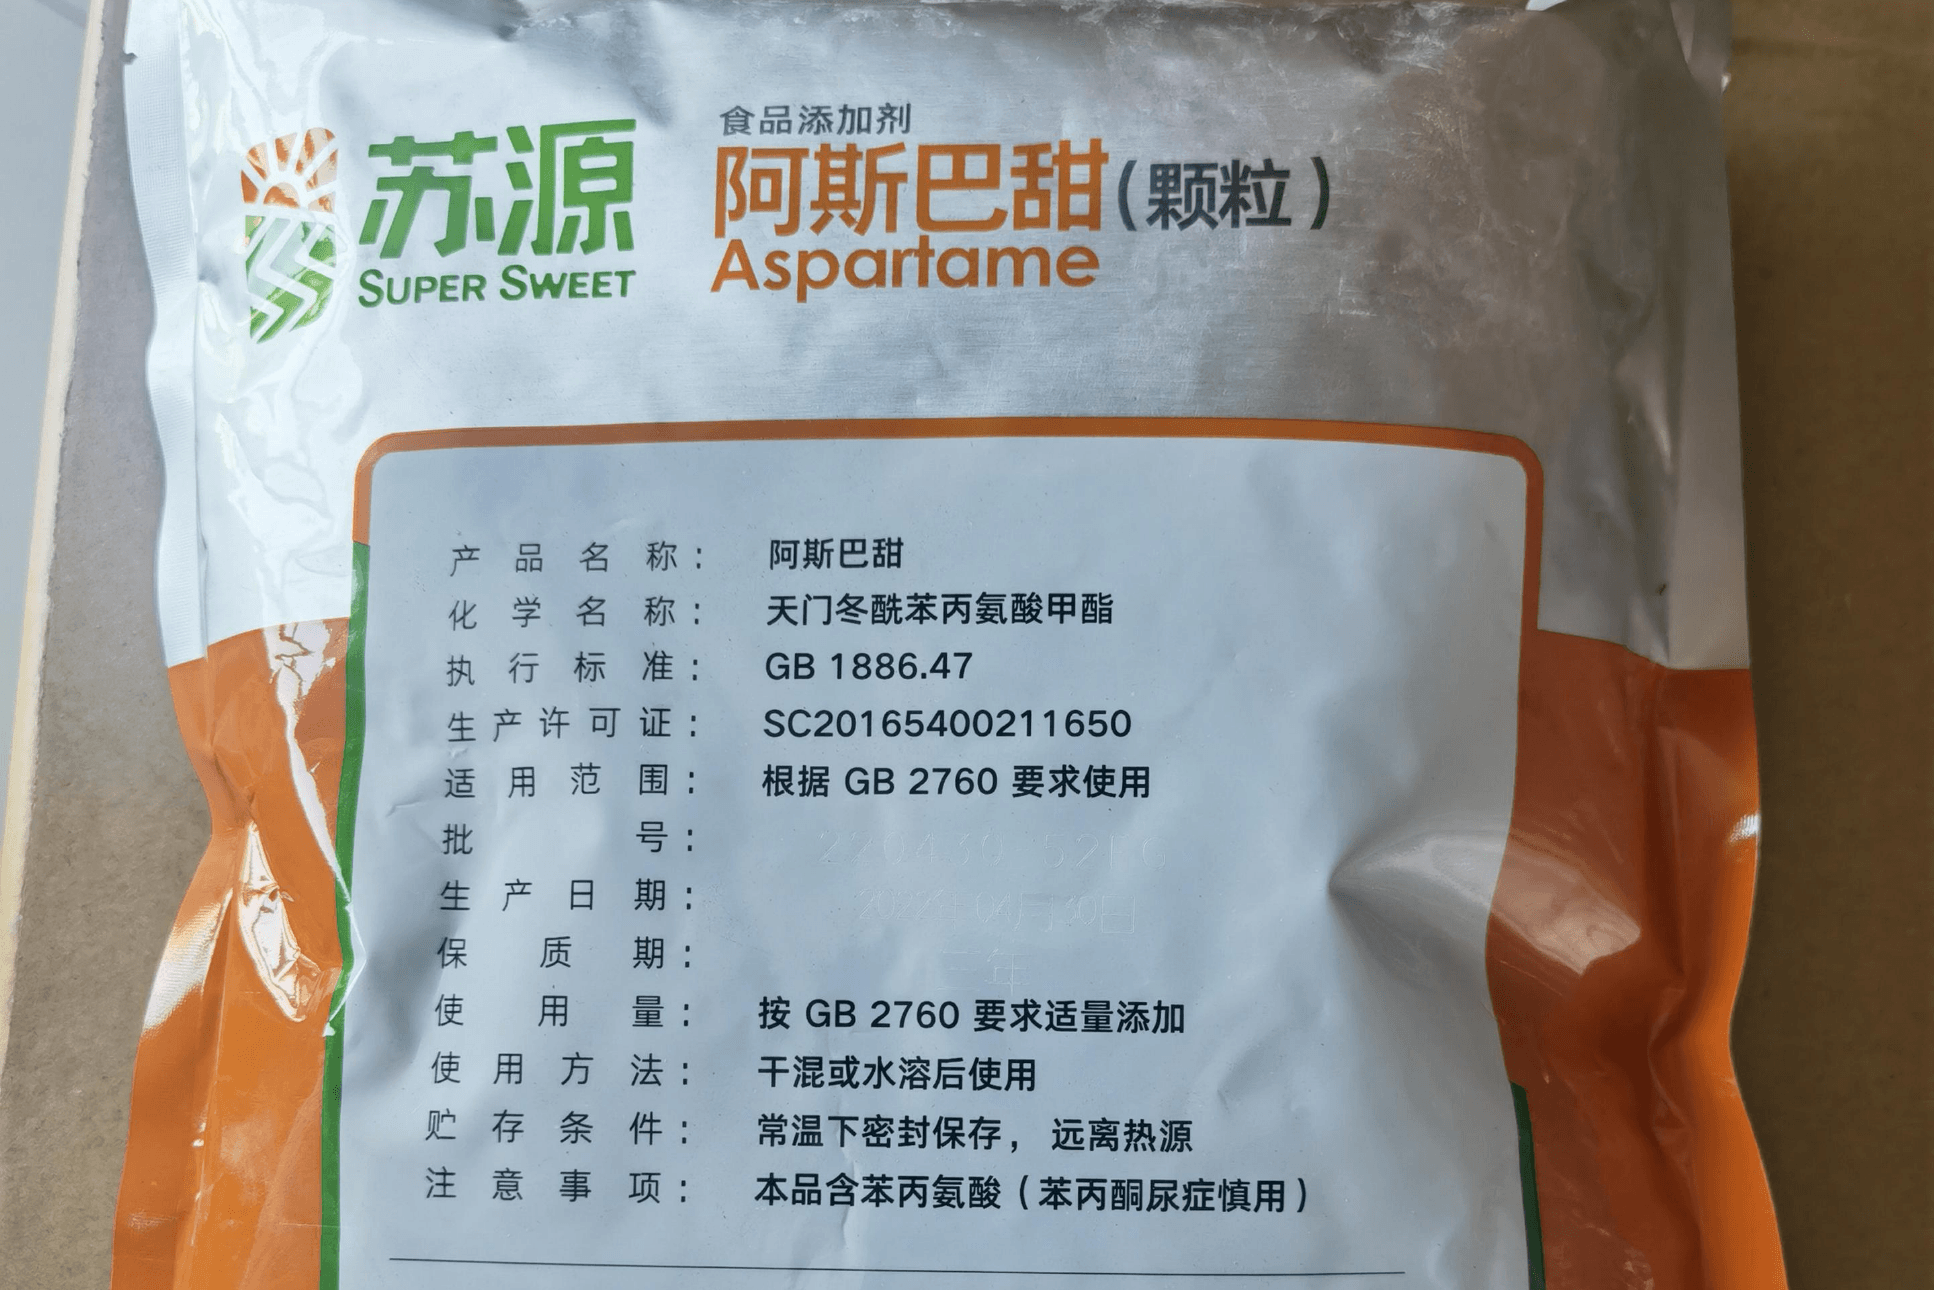 苏源
SUPER SWEET
食品添加剂
阿斯巴甜(颗粒)
Aspartame
产品名称: 阿斯巴甜
化学名称: 天门冬酰苯丙氨酸甲酯
执行标准: GB 1886.47
生产许可证: SC20165400211650
适用范围: 根据 GB 2760 要求使用
批号:
生产日期:
保质期:
使用量: 按 GB 2760 要求适量添加
使用方法: 干混或水溶后使用
贮存条件: 常温下密封保存，远离热源
注意事项: 本品含苯丙氨酸(苯丙酮尿症慎用)